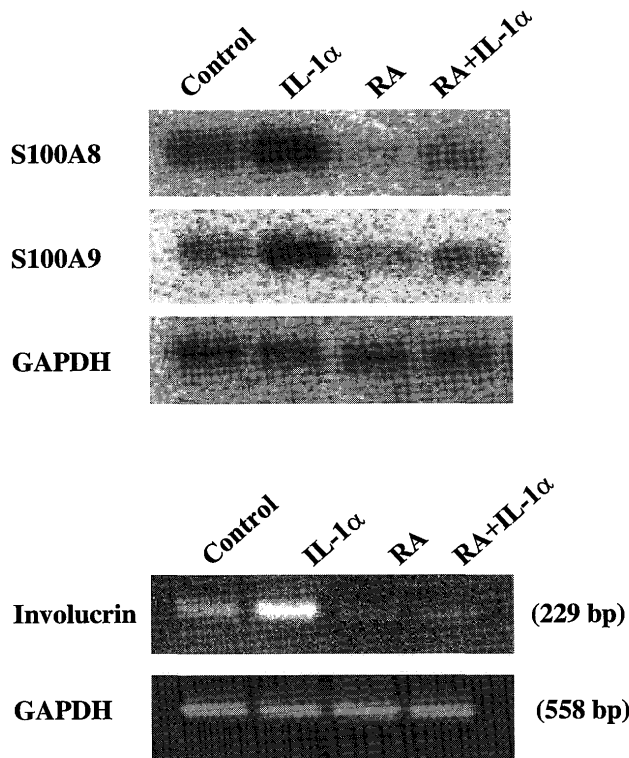 Control IL-1α RA RA+IL-1α
S100A8
S100A9
GAPDH
Control IL-1α RA RA+IL-1α
Involucrin (229 bp)
GAPDH (558 bp)